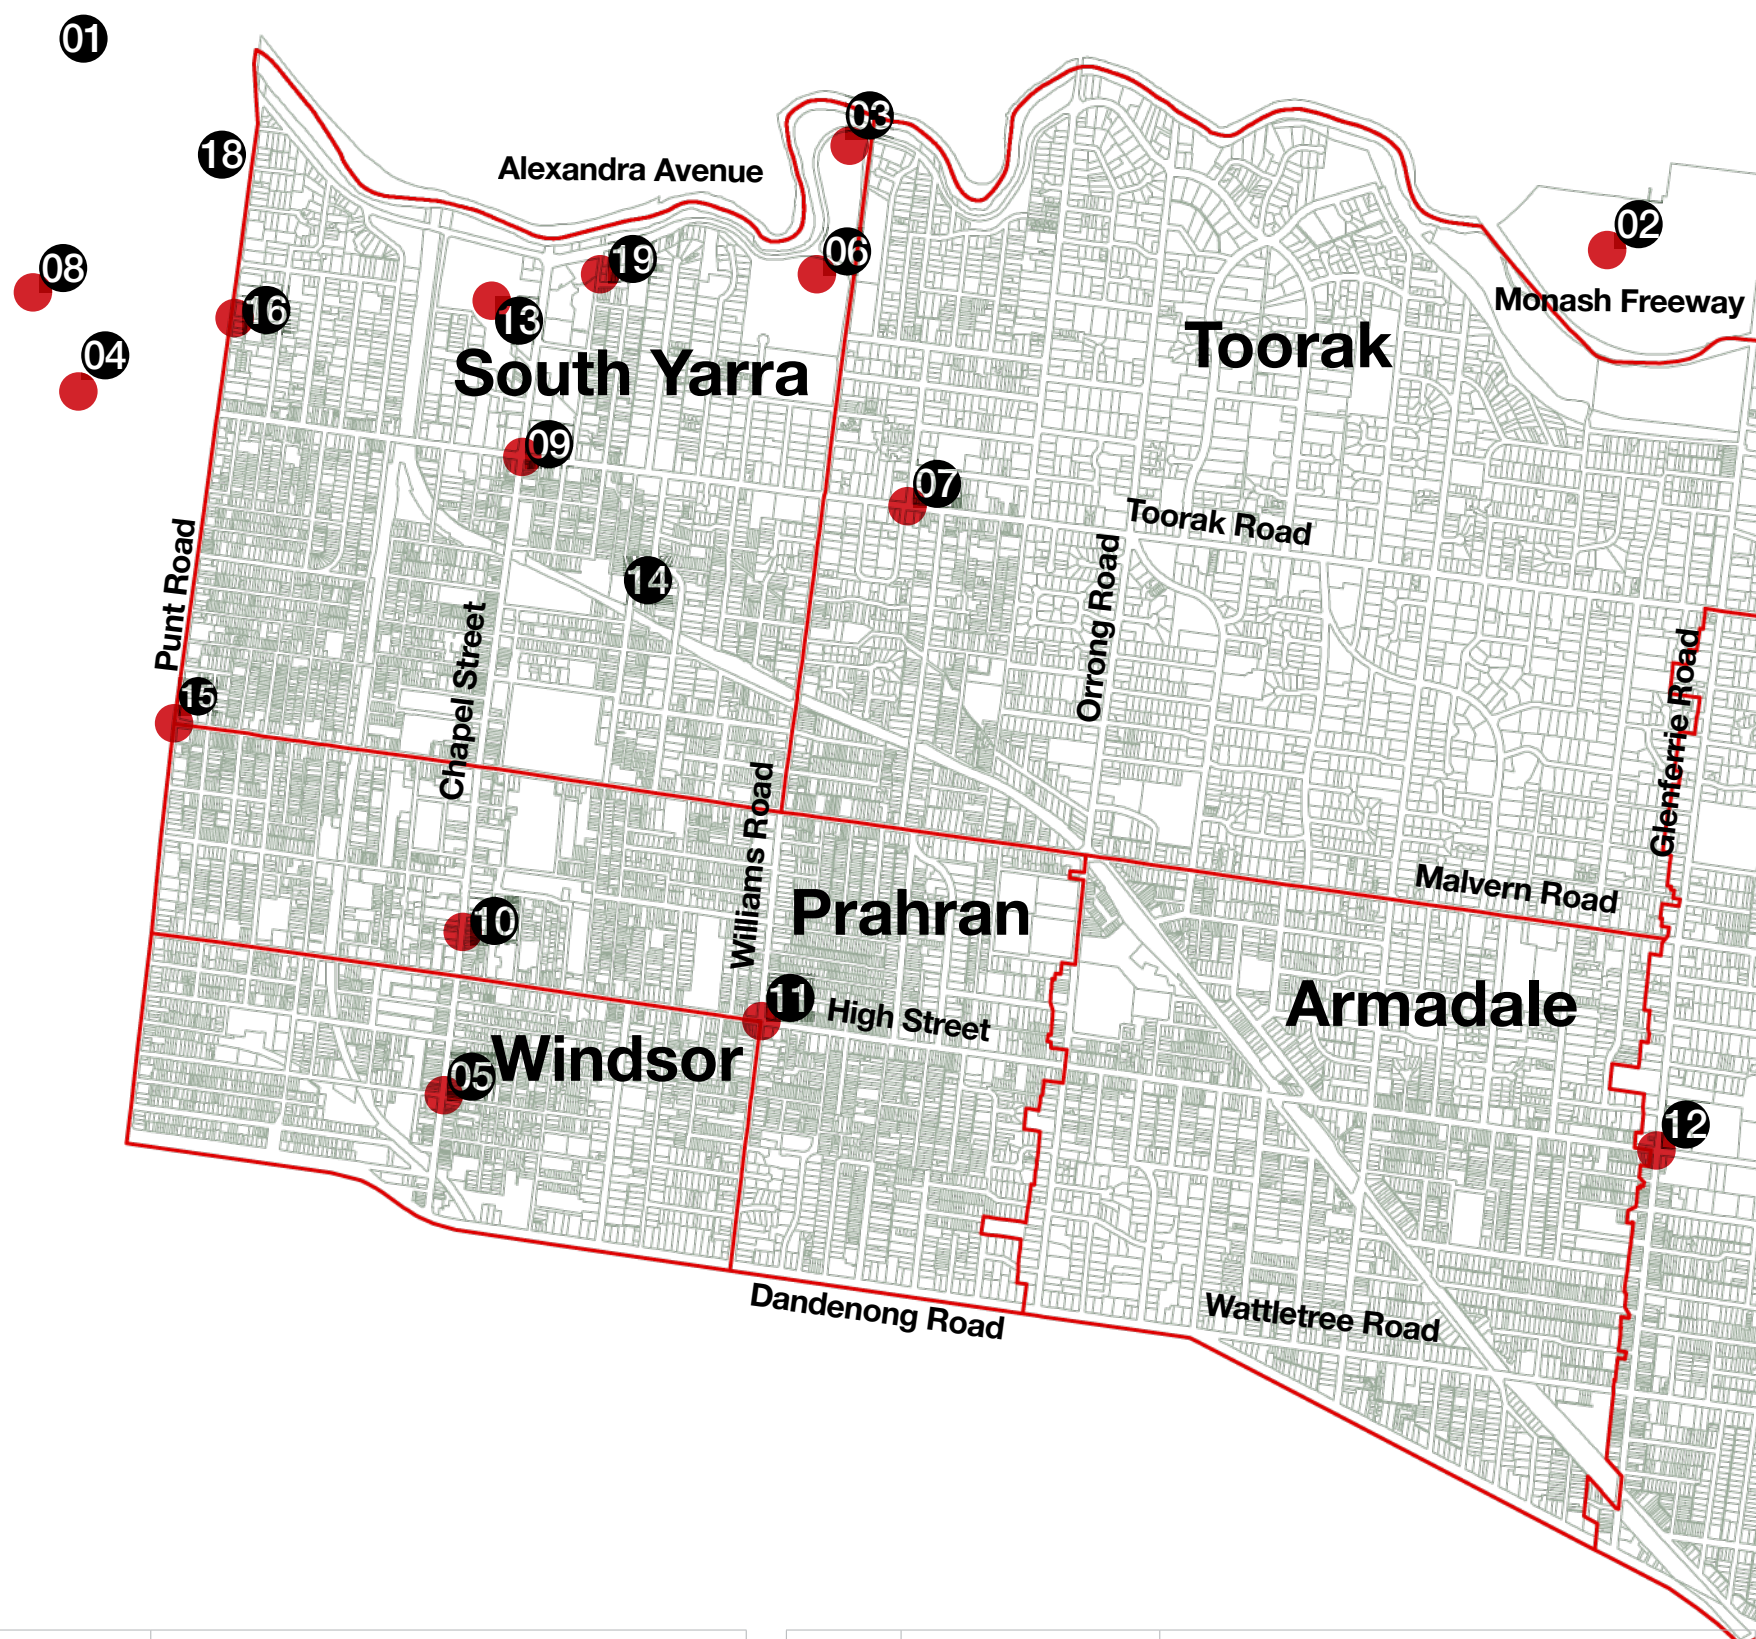 01
03
18
Alexandra Avenue
02
06
19
08
Monash Freeway
16
13
Toorak
04
South Yarra
09
07
Toorak Road
14
Punt Road
Orrong Road
Chapel Street
15
Glenferrie Road
Williams Road
Malvern Road
Prahran
10
11
High Street
Armadale
Windsor
05
12
Dandenong Road
Wattletree Road